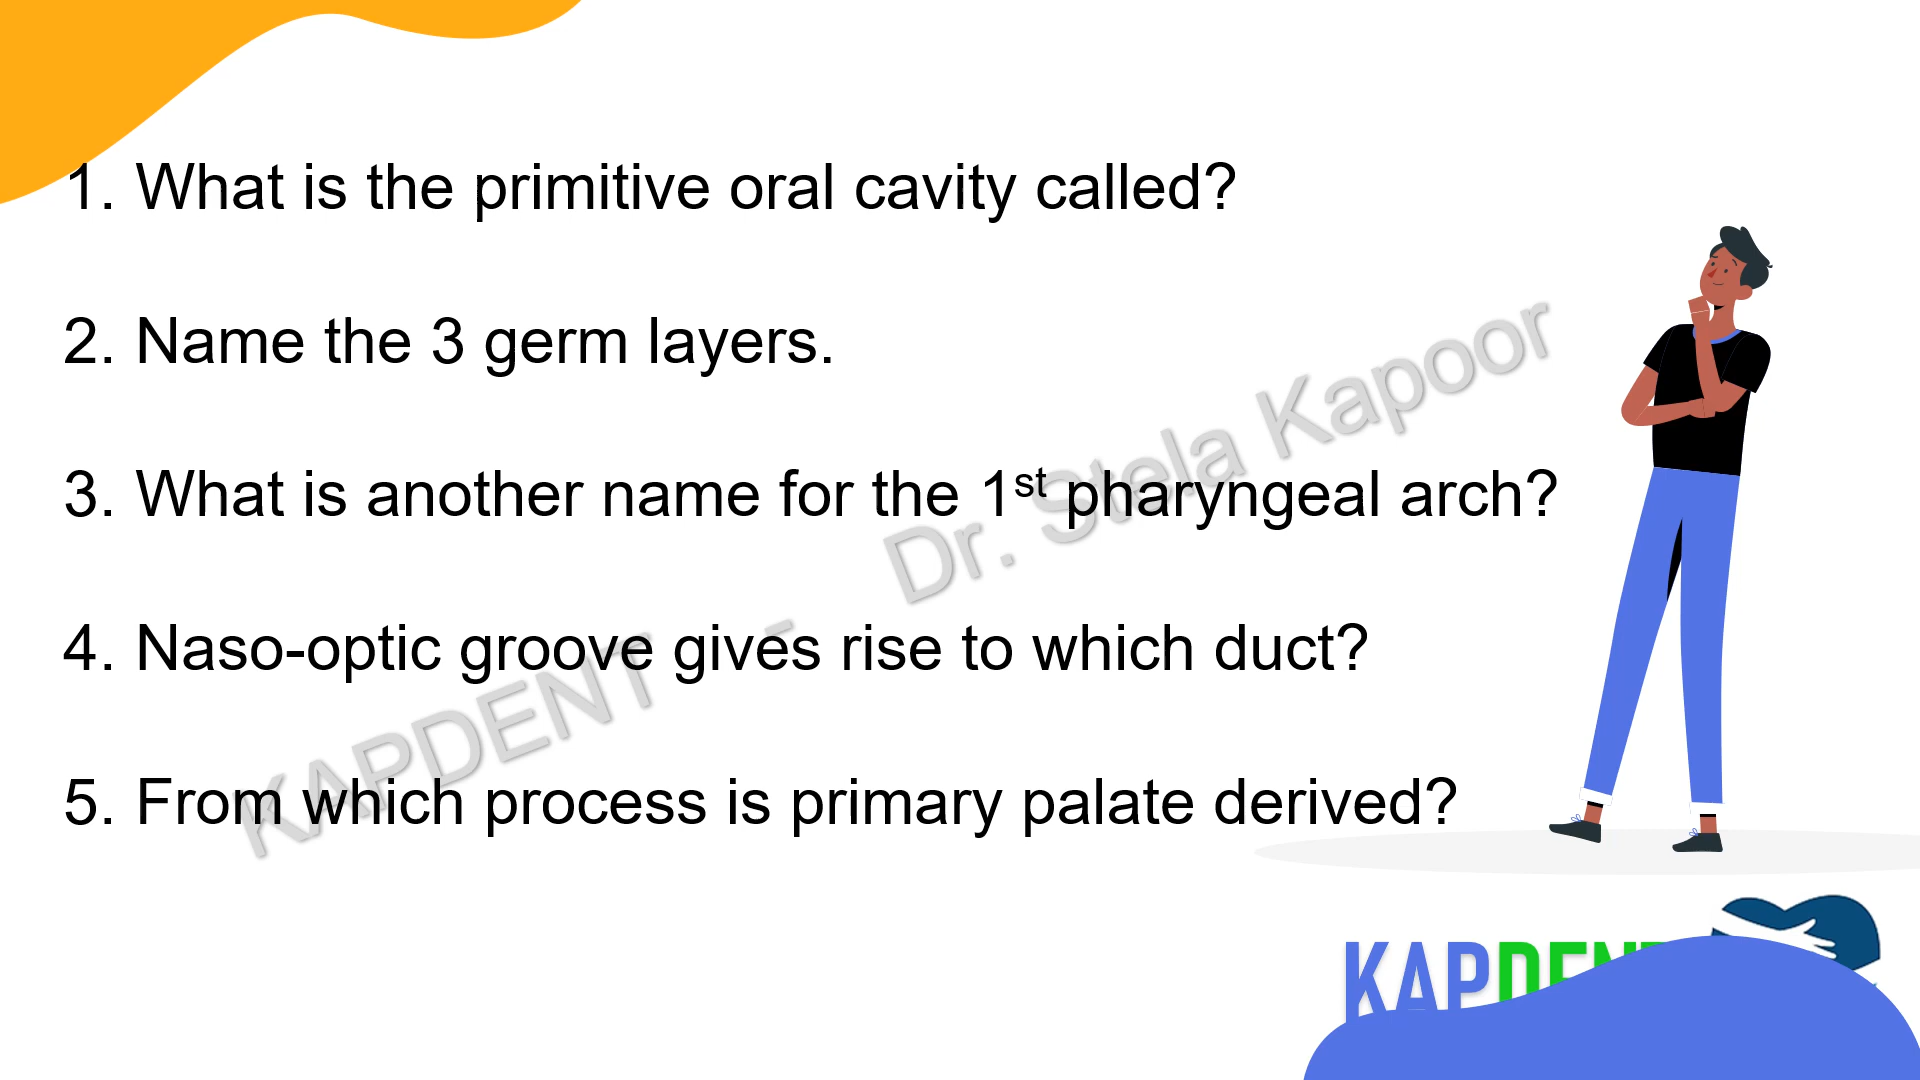 1. What is the primitive oral cavity called?
2. Name the 3 germ layers.
3. What is another name for the 1st pharyngeal arch?
4. Naso-optic groove gives rise to which duct?
5. From which process is primary palate derived?
KAPDENT - Dr. Stela Kapoor
KAPDENT